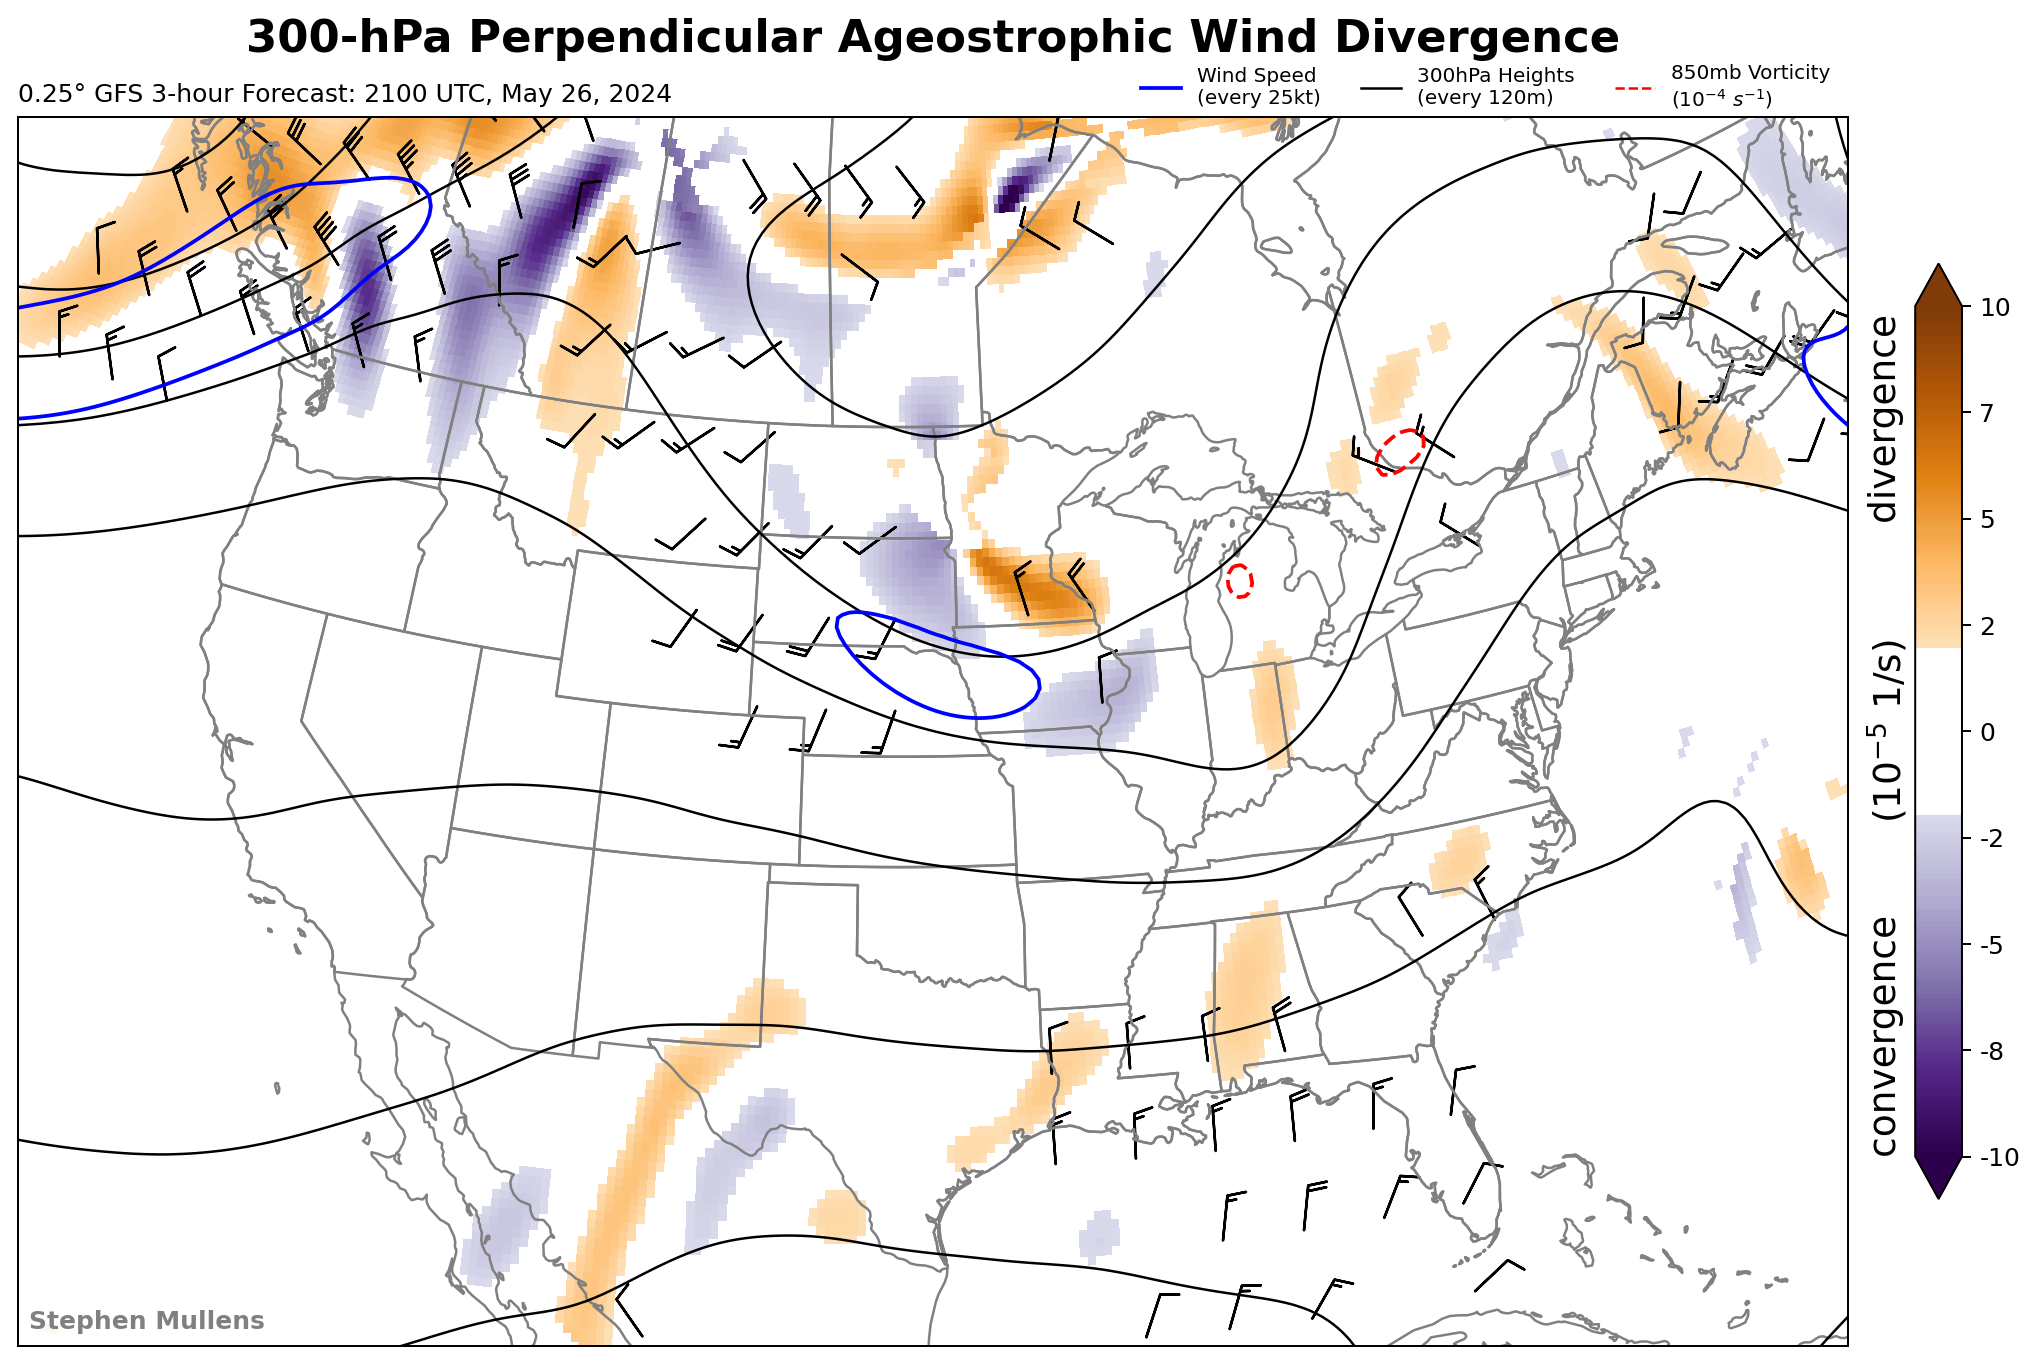 300-hPa Perpendicular Ageostrophic Wind Divergence
0.25° GFS 3-hour Forecast: 2100 UTC, May 26, 2024
Wind Speed
(every 25kt)
300hPa Heights
(every 120m)
850mb Vorticity
(10⁻⁴ s⁻¹)
10
7
5
2
0
-2
-5
-8
-10
convergence (10⁻⁵ 1/s) divergence
Stephen Mullens